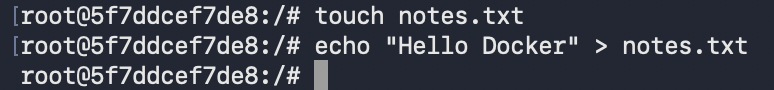 [root@5f7ddcef7de8:/# touch notes.txt
[root@5f7ddcef7de8:/# echo "Hello Docker" > notes.txt
root@5f7ddcef7de8:/#